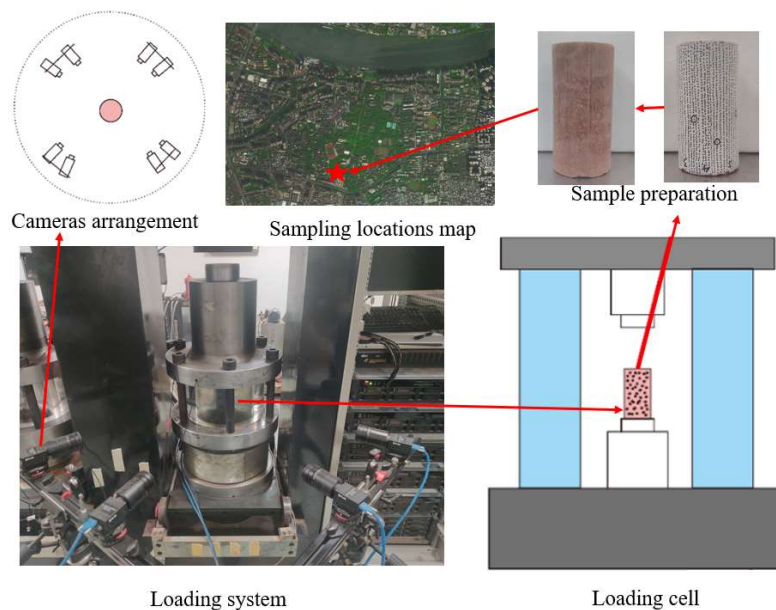 Cameras arrangement
Sampling locations map
Sample preparation
Loading system
Loading cell